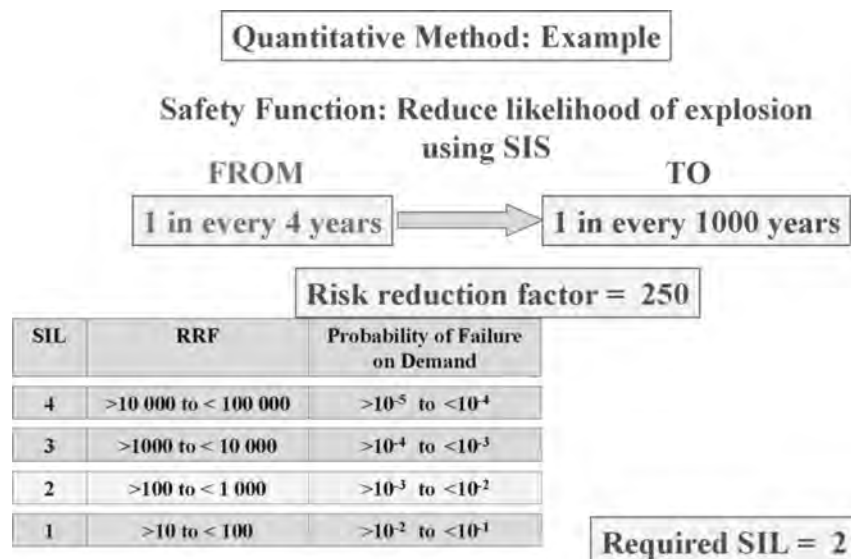 Quantitative Method: Example
Safety Function: Reduce likelihood of explosion
using SIS
FROM
TO
1 in every 4 years
1 in every 1000 years
Risk reduction factor = 250
SIL RRF Probability of Failure
on Demand
4 >10 000 to < 100 000 >10⁻⁵ to <10⁻⁴
3 >1000 to < 10 000 >10⁻⁴ to <10⁻³
2 >100 to < 1 000 >10⁻³ to <10⁻²
1 >10 to < 100 >10⁻² to <10⁻¹
Required SIL = 2